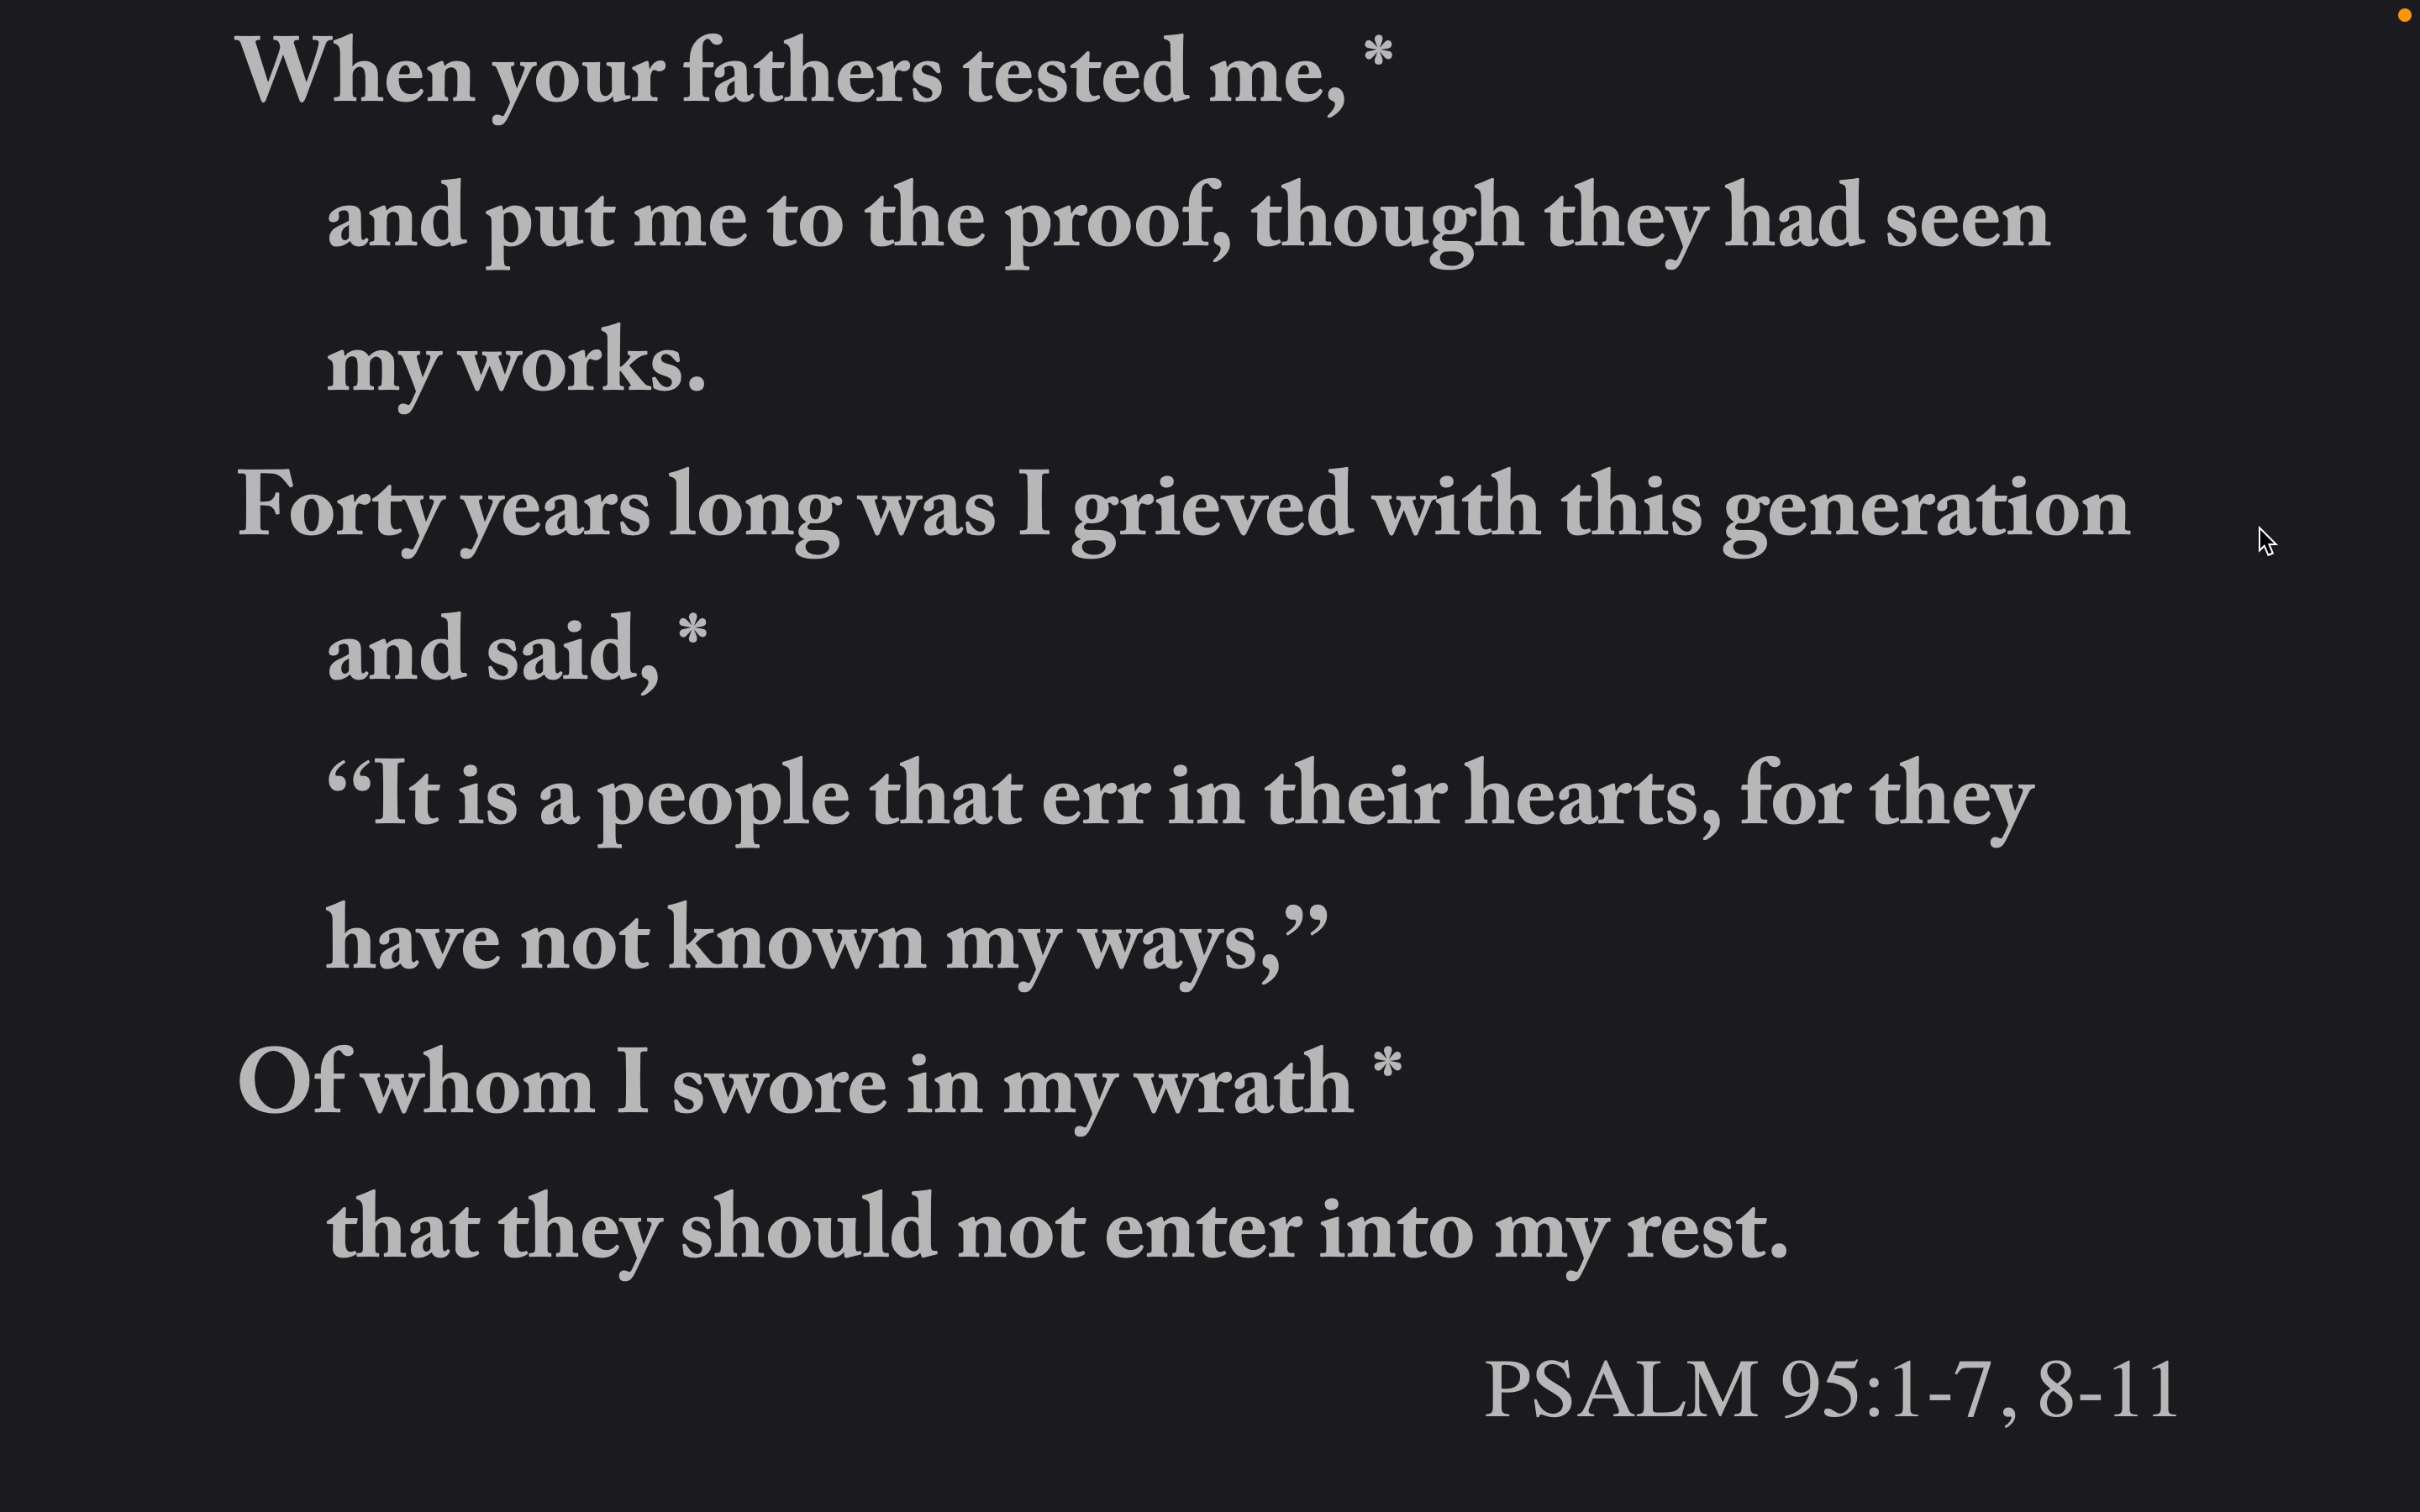 When your fathers tested me, *
and put me to the proof, though they had seen
my works.
Forty years long was I grieved with this generation
and said, *
“It is a people that err in their hearts, for they
have not known my ways,”
Of whom I swore in my wrath *
that they should not enter into my rest.
PSALM 95:1-7, 8-11